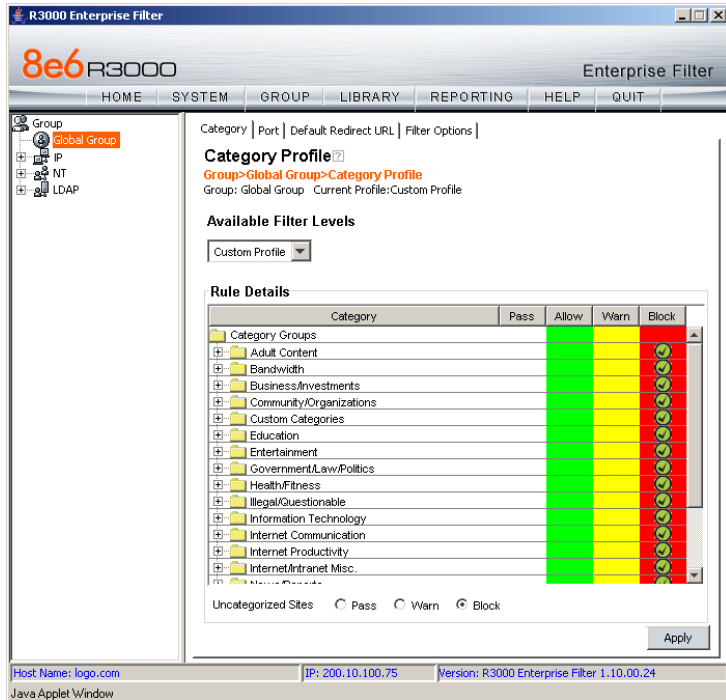 R3000 Enterprise Filter
8e6 R3000
Enterprise Filter
HOME SYSTEM GROUP LIBRARY REPORTING HELP QUIT
Group
Global Group
IP
NT
LDAP
Category Port Default Redirect URL Filter Options
Category Profile ?
Group>Global Group>Category Profile
Group: Global Group Current Profile:Custom Profile
Available Filter Levels
Custom Profile
Rule Details
Category Pass Allow Warn Block
Category Groups
Adult Content
Bandwidth
Business/Investments
Community/Organizations
Custom Categories
Education
Entertainment
Government/Law/Politics
Health/Fitness
Illegal/Questionable
Information Technology
Internet Communication
Internet Productivity
Internet/Intranet Misc.
News/Reports
Uncategorized Sites Pass Warn Block
Apply
Host Name: logo.com IP: 200.10.100.75 Version: R3000 Enterprise Filter 1.10.00.24
Java Applet Window